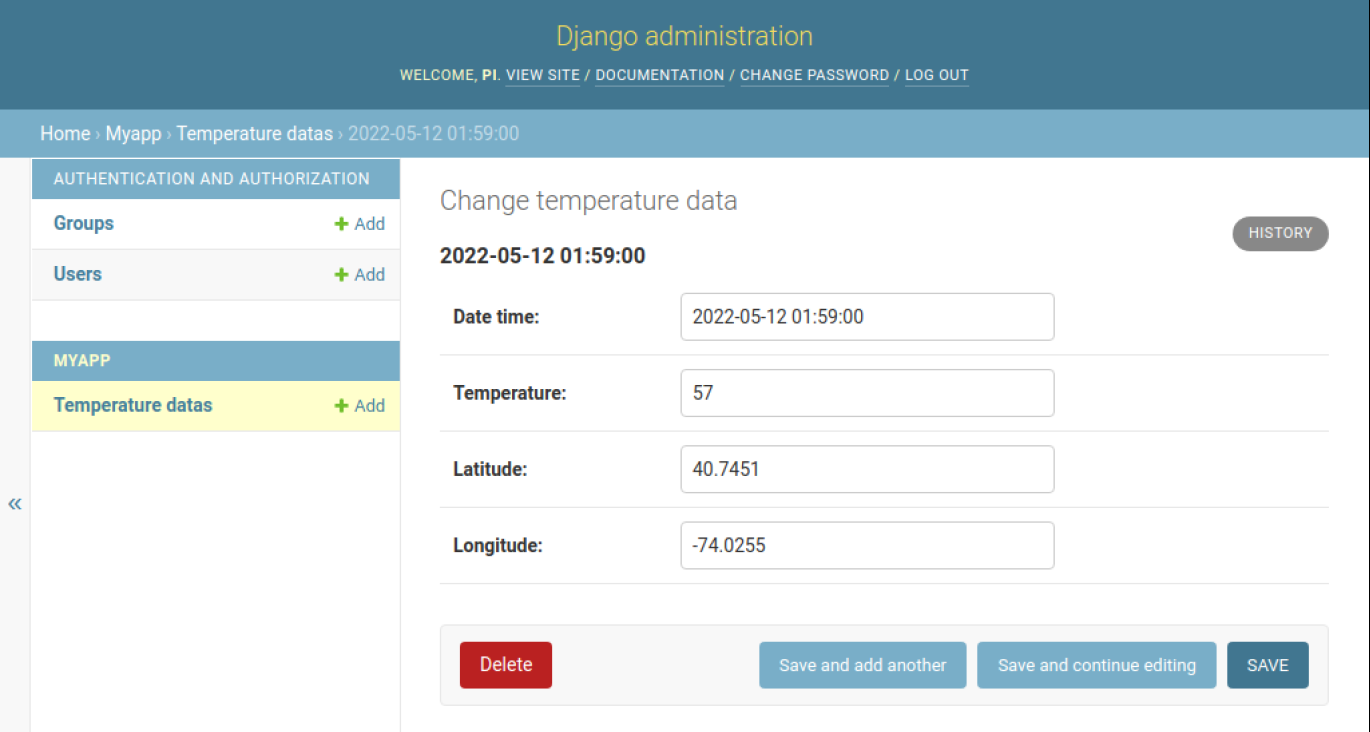 Django administration
WELCOME, PI. VIEW SITE / DOCUMENTATION / CHANGE PASSWORD / LOG OUT
Home › Myapp › Temperature datas › 2022-05-12 01:59:00
AUTHENTICATION AND AUTHORIZATION
Groups + Add
Users + Add
MYAPP
Temperature datas + Add
«
Change temperature data
HISTORY
2022-05-12 01:59:00
Date time: 2022-05-12 01:59:00
Temperature: 57
Latitude: 40.7451
Longitude: -74.0255
Delete Save and add another Save and continue editing SAVE